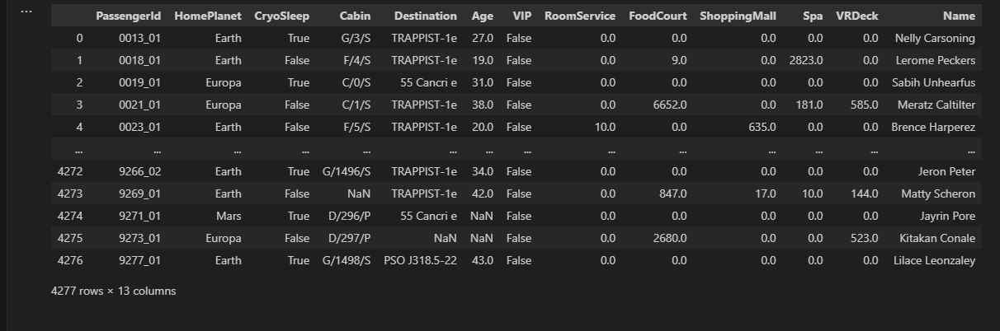 ...
PassengerId HomePlanet CryoSleep Cabin Destination Age VIP RoomService FoodCourt ShoppingMall Spa VRDeck Name
0 0013_01 Earth True G/3/S TRAPPIST-1e 27.0 False 0.0 0.0 0.0 0.0 0.0 Nelly Carsoning
1 0018_01 Earth False F/4/S TRAPPIST-1e 19.0 False 0.0 9.0 0.0 2823.0 0.0 Lerome Peckers
2 0019_01 Europa True C/0/S 55 Cancri e 31.0 False 0.0 0.0 0.0 0.0 0.0 Sabih Unhearfus
3 0021_01 Europa False C/1/S TRAPPIST-1e 38.0 False 0.0 6652.0 0.0 181.0 585.0 Meratz Caltilter
4 0023_01 Earth False F/5/S TRAPPIST-1e 20.0 False 10.0 0.0 635.0 0.0 0.0 Brence Harperez
... ... ... ... ... ... ... ... ... ... ... ... ... ...
4272 9266_02 Earth True G/1496/S TRAPPIST-1e 34.0 False 0.0 0.0 0.0 0.0 0.0 Jeron Peter
4273 9269_01 Earth False NaN TRAPPIST-1e 42.0 False 0.0 847.0 17.0 10.0 144.0 Matty Scheron
4274 9271_01 Mars True D/296/P 55 Cancri e NaN False 0.0 0.0 0.0 0.0 0.0 Jayrin Pore
4275 9273_01 Europa False D/297/P NaN NaN False 0.0 2680.0 0.0 0.0 523.0 Kitakan Conale
4276 9277_01 Earth True G/1498/S PSO J318.5-22 43.0 False 0.0 0.0 0.0 0.0 0.0 Lilace Leonzaley
4277 rows × 13 columns